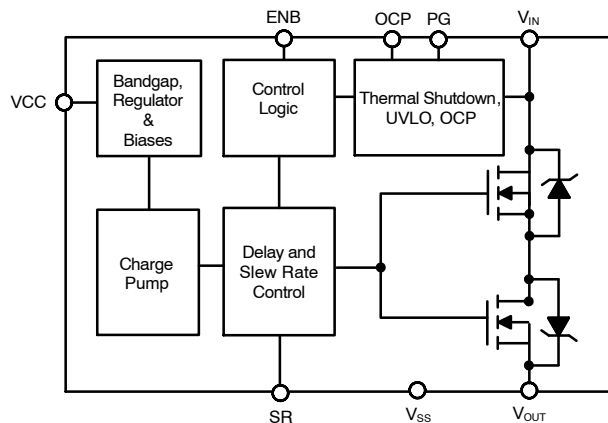 ENB
OCP
PG
VIN
VCC
Bandgap,
Regulator
&
Biases
Control
Logic
Thermal Shutdown,
UVLO, OCP
Charge
Pump
Delay and
Slew Rate
Control
SR
VSS
VOUT